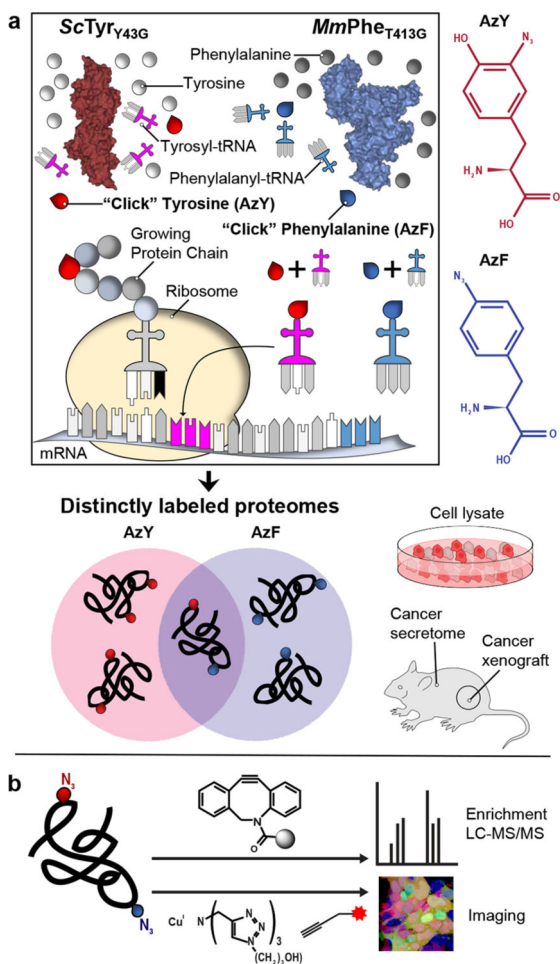 a
ScTyrY43G
MmPheT413G
Phenylalanine
Tyrosine
Tyrosyl-tRNA
Phenylalanyl-tRNA
"Click" Tyrosine (AzY)
"Click" Phenylalanine (AzF)
Growing
Protein Chain
Ribosome
mRNA
AzY
HO
N3
H2N
O
OH
AzF
N3
H2N
O
HO
Distinctly labeled proteomes
AzY
AzF
Cell lysate
Cancer
secretome
Cancer
xenograft
b
N3
N3
N
O
Enrichment
LC-MS/MS
CuI
N
N
N
N
3
(CH2)3OH
Imaging